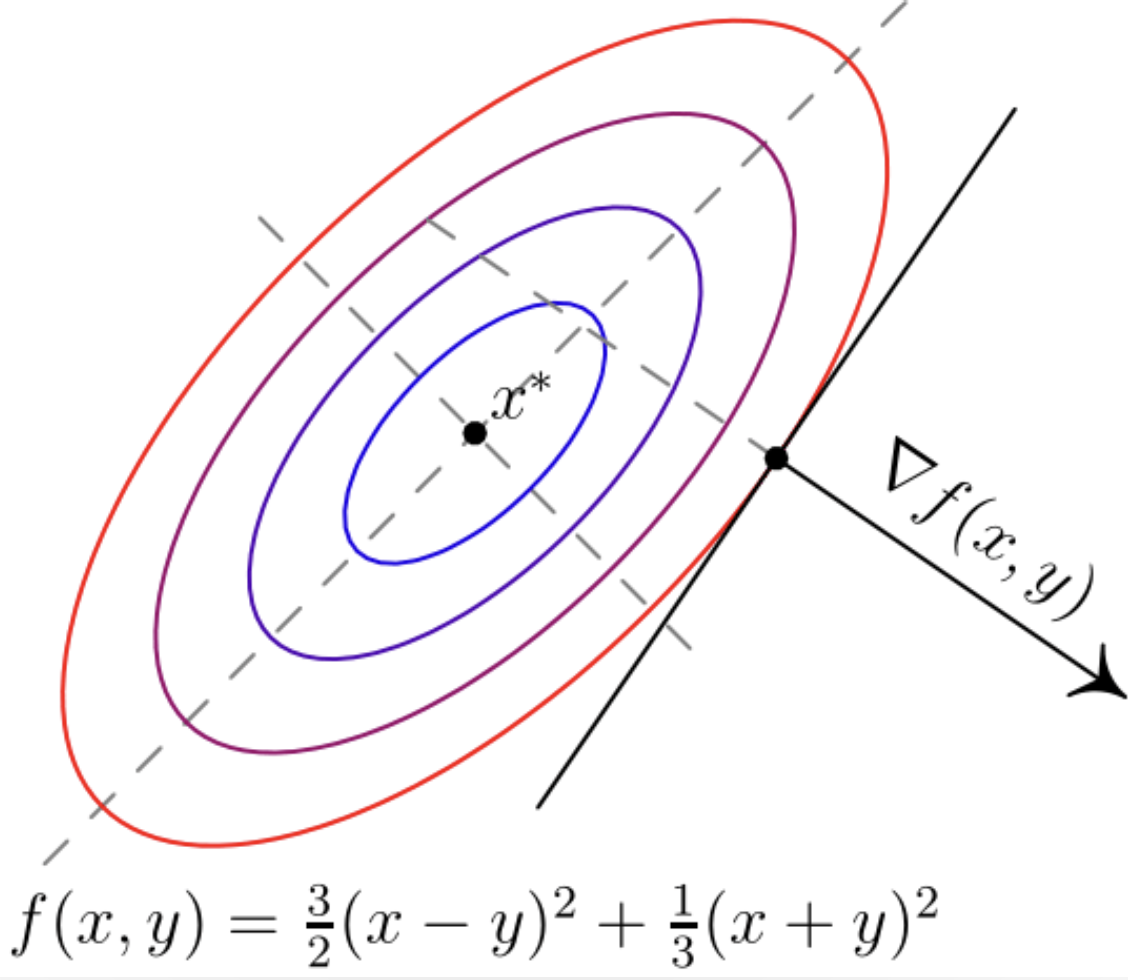 x*
∇f(x, y)
f(x, y) = 3/2(x − y)² + 1/3(x + y)²